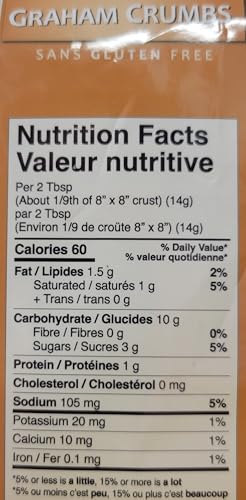 GRAHAM CRUMBS
SANS GLUTEN FREE
Nutrition Facts
Valeur nutritive
Per 2 Tbsp
(About 1/9th of 8" x 8" crust) (14g)
par 2 Tbsp
(Environ 1/9 de croûte 8" x 8") (14g)
Calories 60 % Daily Value*
% valeur quotidienne*
Fat / Lipides 1.5 g 2%
Saturated / saturés 1 g 5%
+ Trans / trans 0 g
Carbohydrate / Glucides 10 g
Fibre / Fibres 0 g 0%
Sugars / Sucres 3 g 5%
Protein / Protéines 1 g
Cholesterol / Cholestérol 0 mg
Sodium 105 mg 5%
Potassium 20 mg 1%
Calcium 10 mg 1%
Iron / Fer 0.1 mg 1%
*5% or less is a little, 15% or more is a lot
*5% ou moins c'est peu, 15% ou plus c'est beaucoup